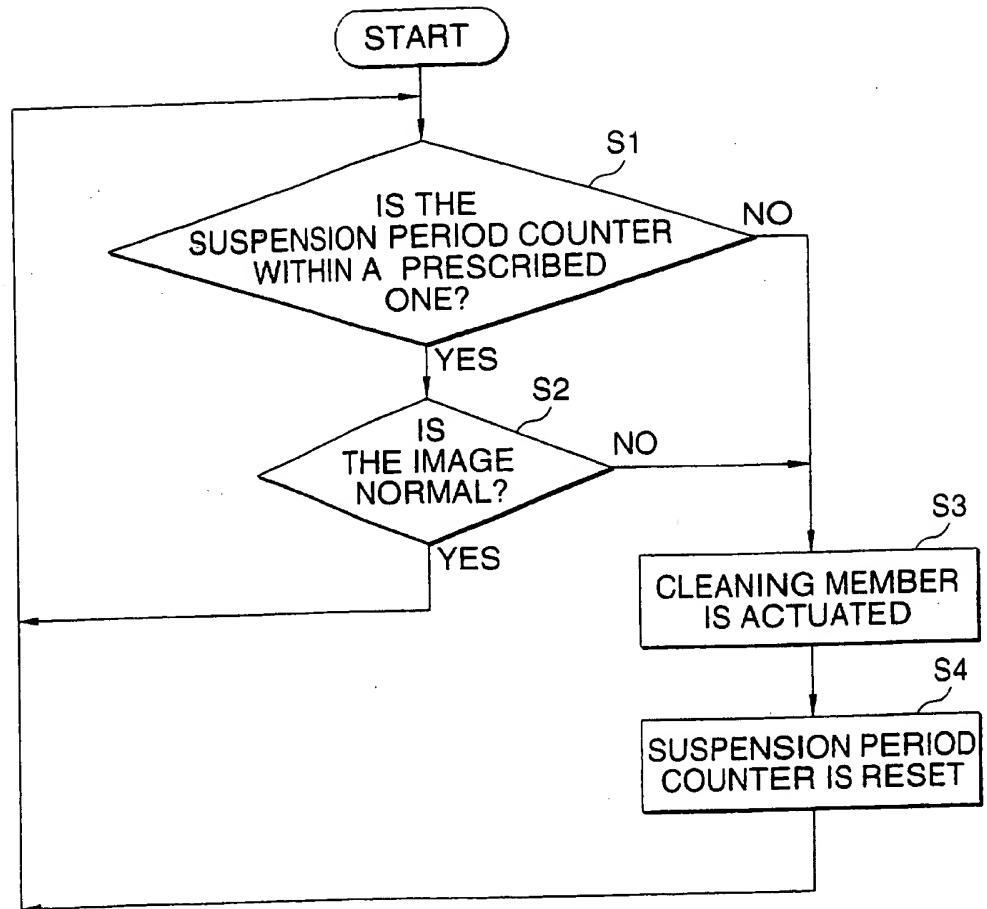 START
S1
IS THE
SUSPENSION PERIOD COUNTER
WITHIN A PRESCRIBED
ONE?
NO
YES
S2
IS
THE IMAGE
NORMAL?
NO
YES
S3
CLEANING MEMBER
IS ACTUATED
S4
SUSPENSION PERIOD
COUNTER IS RESET